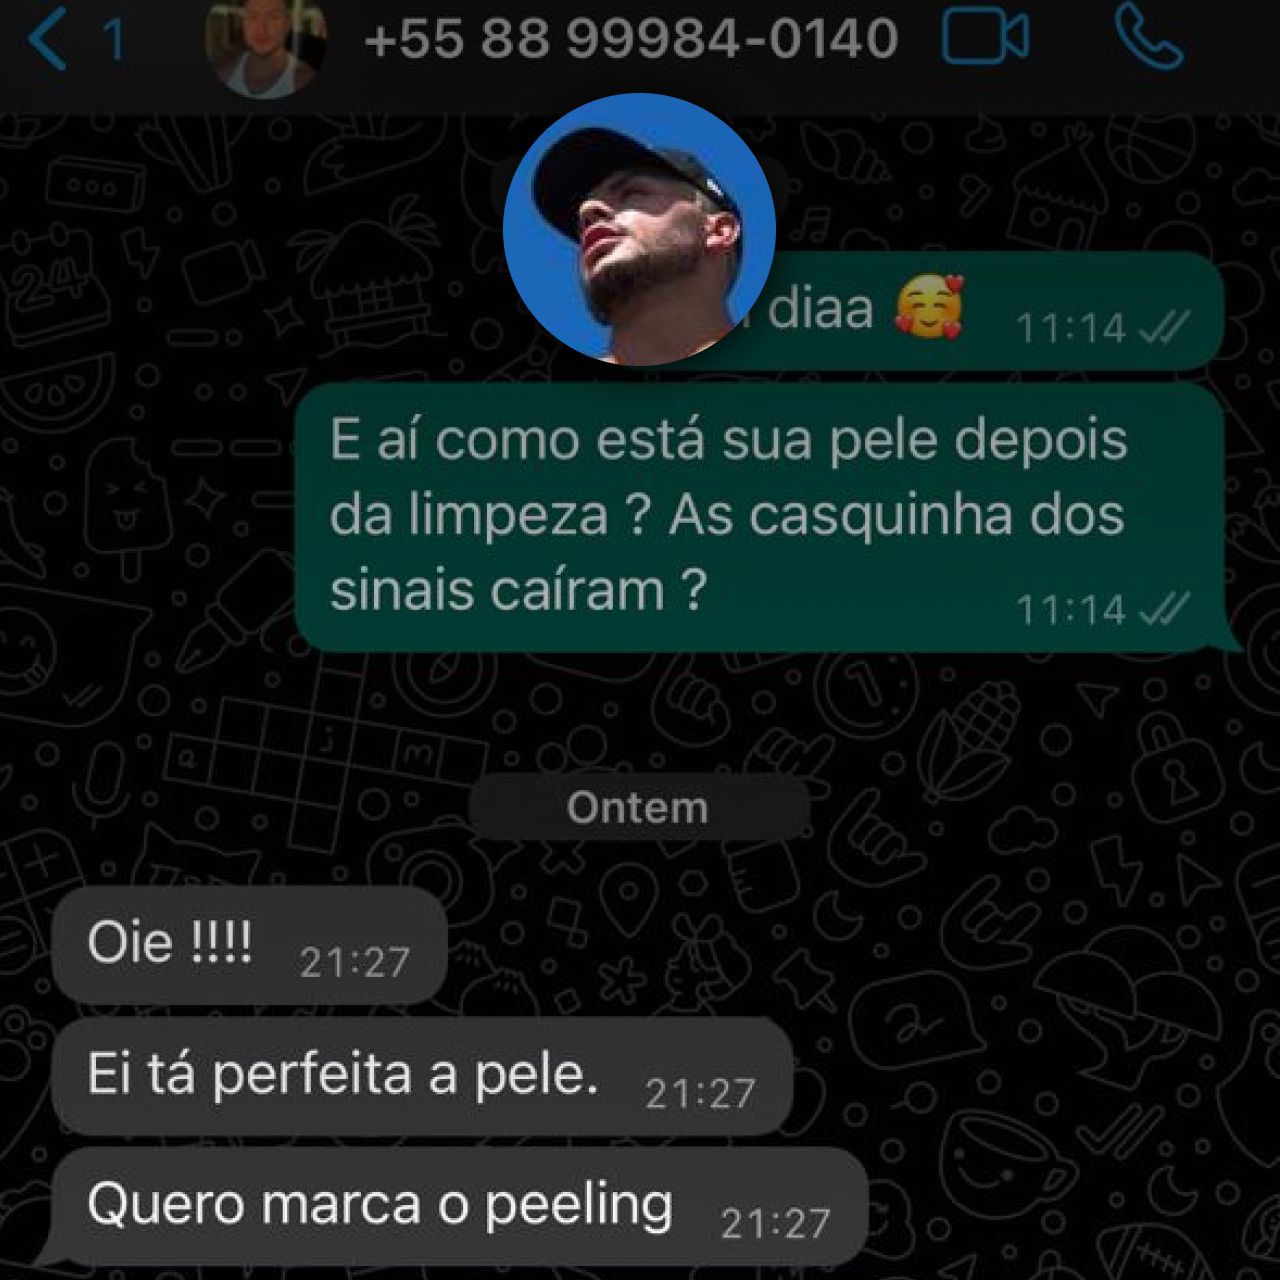 1
+55 88 99984-0140
diaa 🥰 11:14
E aí como está sua pele depois
da limpeza ? As casquinha dos
sinais caíram ?
11:14
Ontem
Oie !!!! 21:27
Ei tá perfeita a pele. 21:27
Quero marca o peeling 21:27